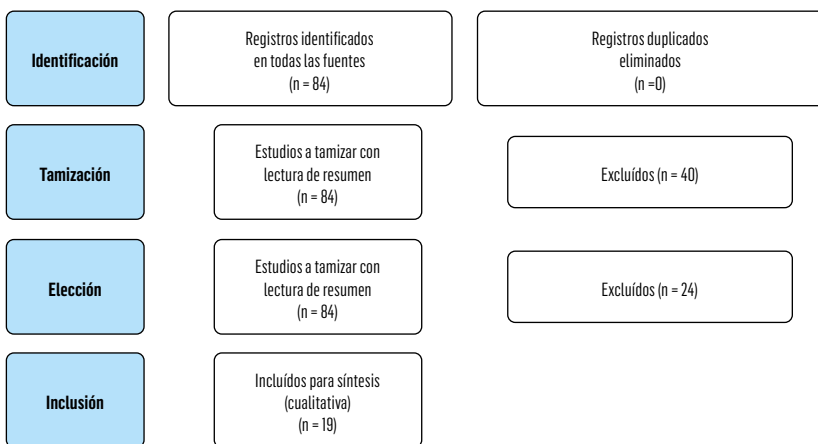 Identificación
Registros identificados
en todas las fuentes
(n = 84)
Registros duplicados
eliminados
(n =0)
Tamización
Estudios a tamizar con
lectura de resumen
(n = 84)
Excluídos (n = 40)
Elección
Estudios a tamizar con
lectura de resumen
(n = 84)
Excluídos (n = 24)
Inclusión
Incluídos para síntesis
(cualitativa)
(n = 19)